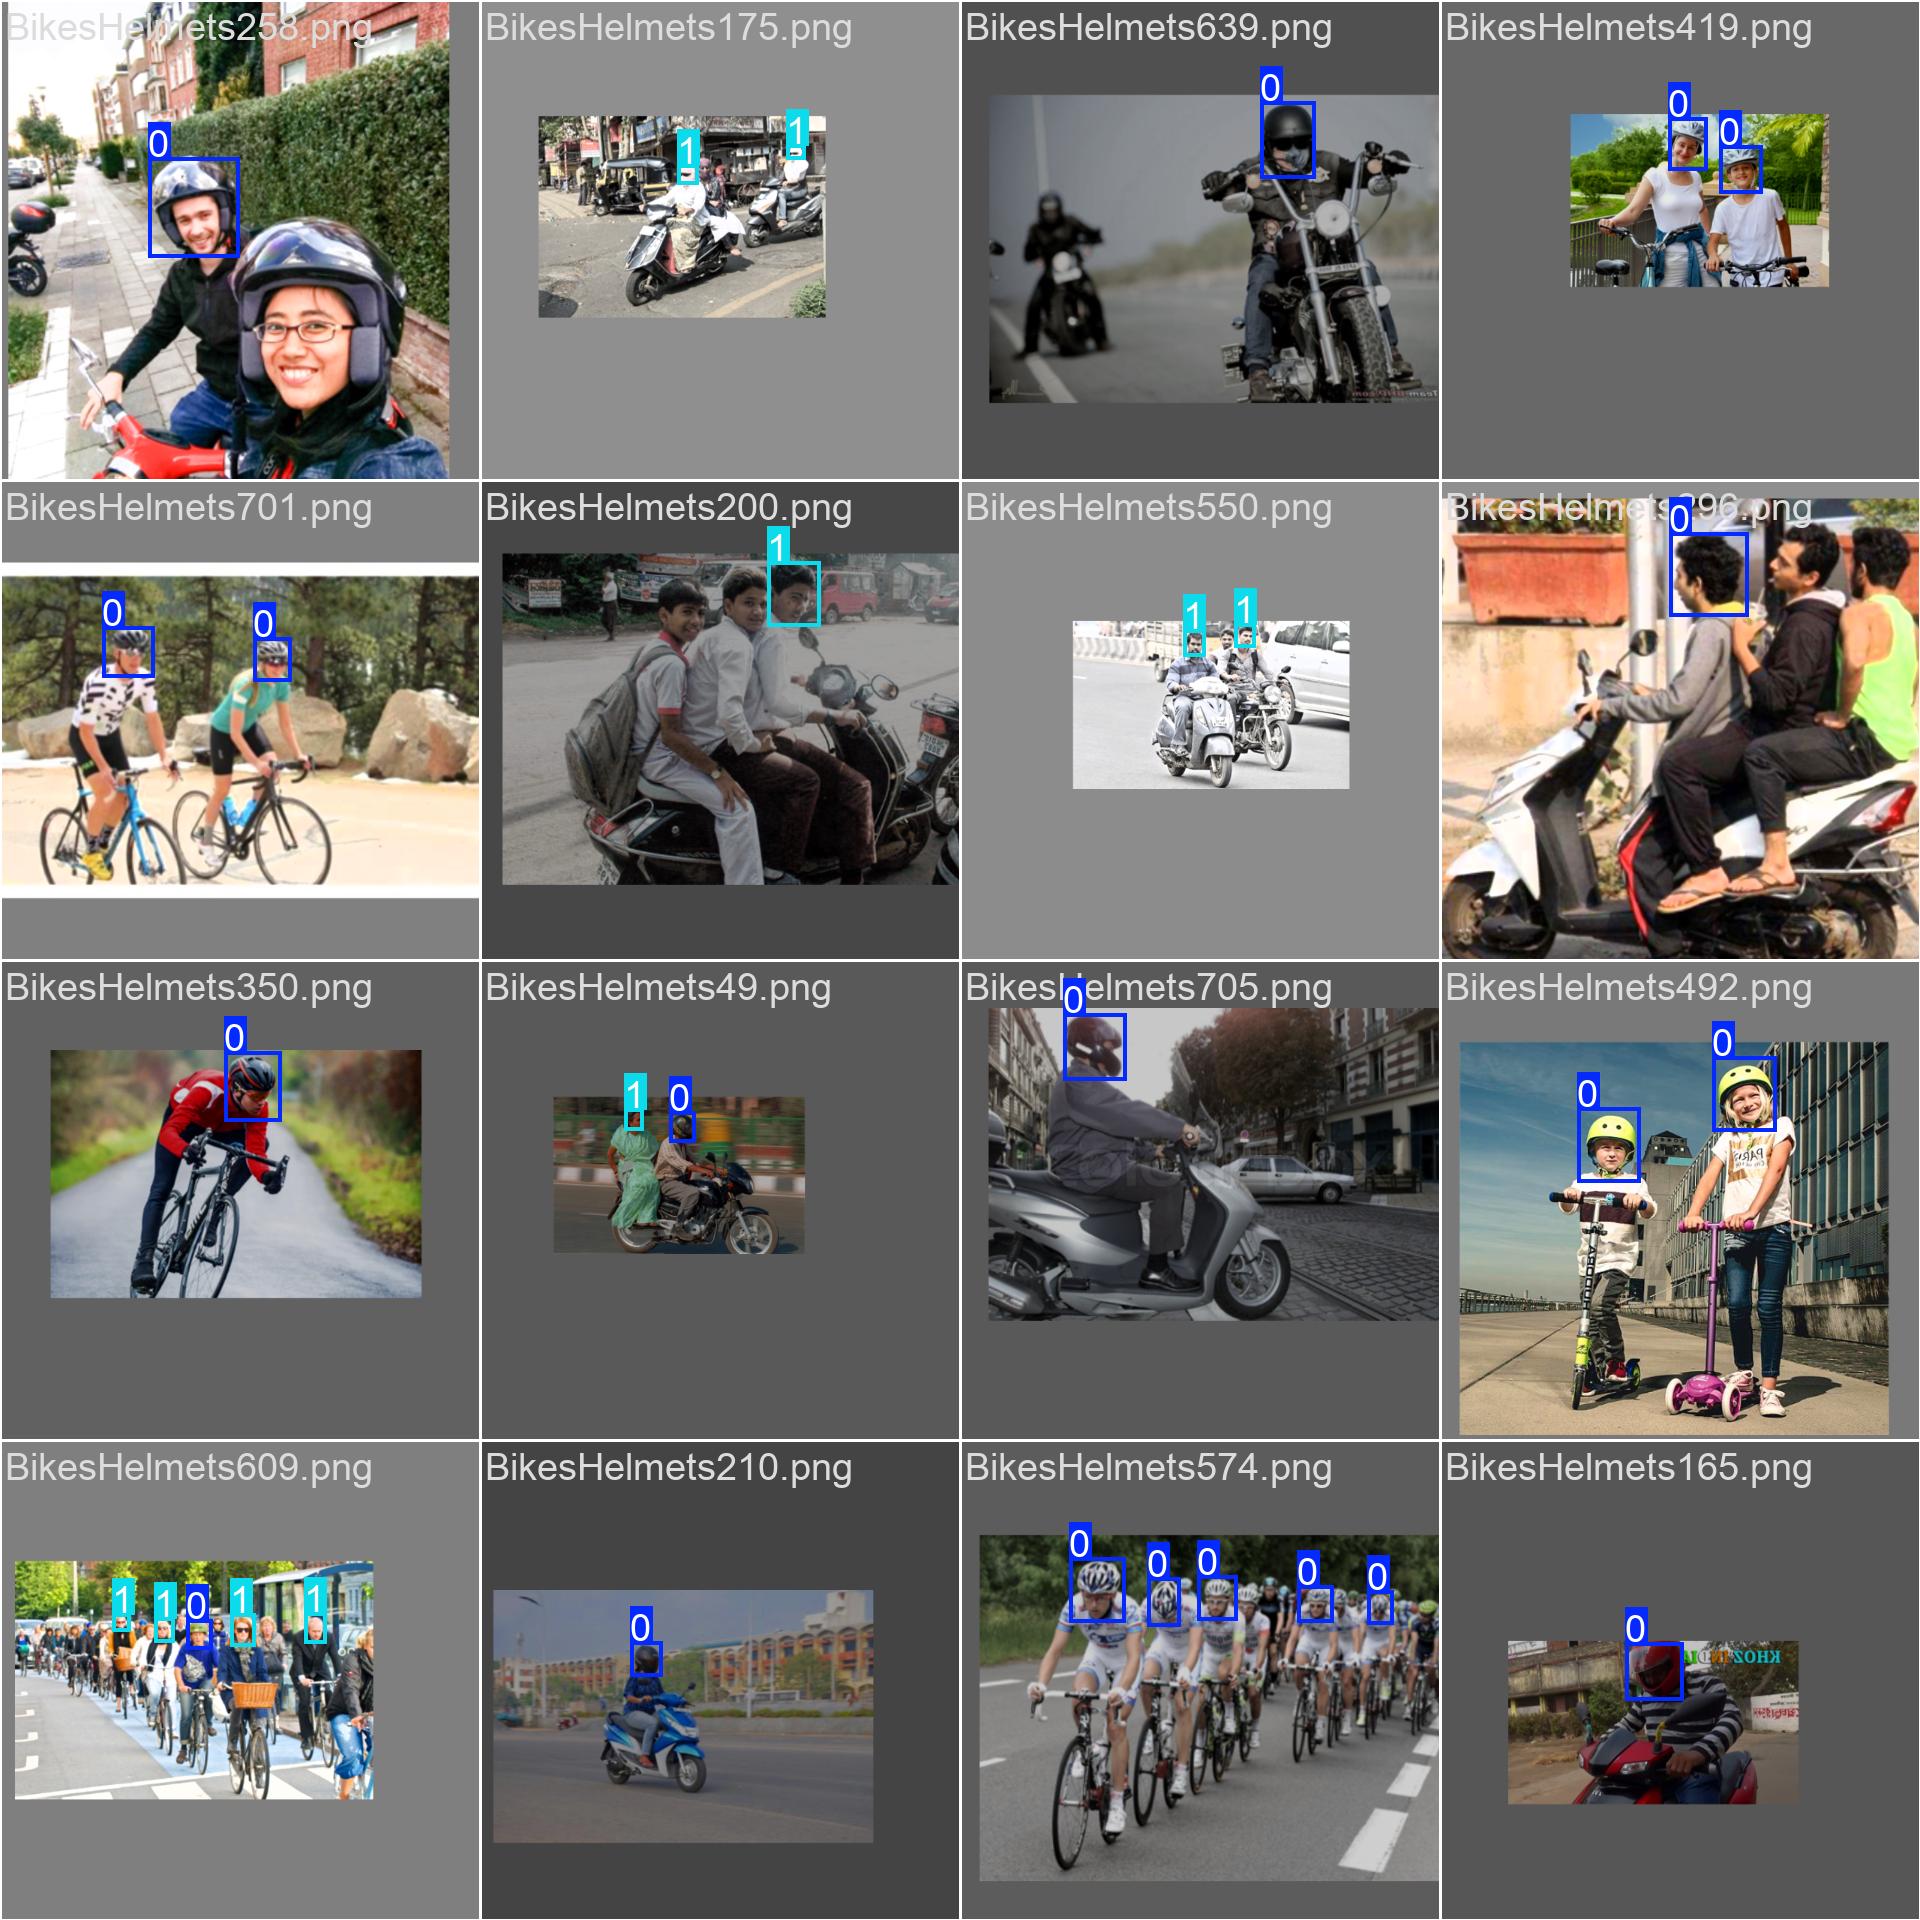 BikesHelmets258.png
BikesHelmets175.png
BikesHelmets639.png
BikesHelmets419.png
0
1
1
0
0
0
BikesHelmets701.png
BikesHelmets200.png
BikesHelmets550.png
BikesHelmets296.png
0
0
1
1
1
0
BikesHelmets350.png
BikesHelmets49.png
BikesHelmets705.png
BikesHelmets492.png
0
1
0
0
0
0
PARI
BikesHelmets609.png
BikesHelmets210.png
BikesHelmets574.png
BikesHelmets165.png
1
1
0
1
1
0
0
0
0
0
0
0
KHOZINDIA